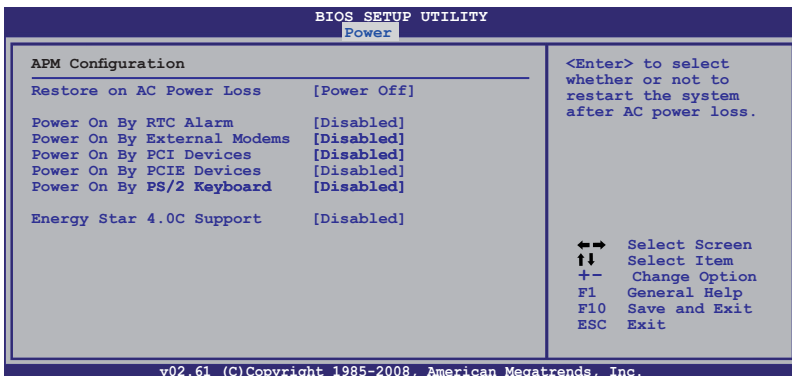 BIOS SETUP UTILITY
Power
APM Configuration
Restore on AC Power Loss [Power Off]
Power On By RTC Alarm [Disabled]
Power On By External Modems [Disabled]
Power On By PCI Devices [Disabled]
Power On By PCIE Devices [Disabled]
Power On By PS/2 Keyboard [Disabled]
Energy Star 4.0C Support [Disabled]
<Enter> to select
whether or not to
restart the system
after AC power loss.
←→ Select Screen
↑↓ Select Item
+- Change Option
F1 General Help
F10 Save and Exit
ESC Exit
v02.61 (C)Copyright 1985-2008, American Megatrends, Inc.